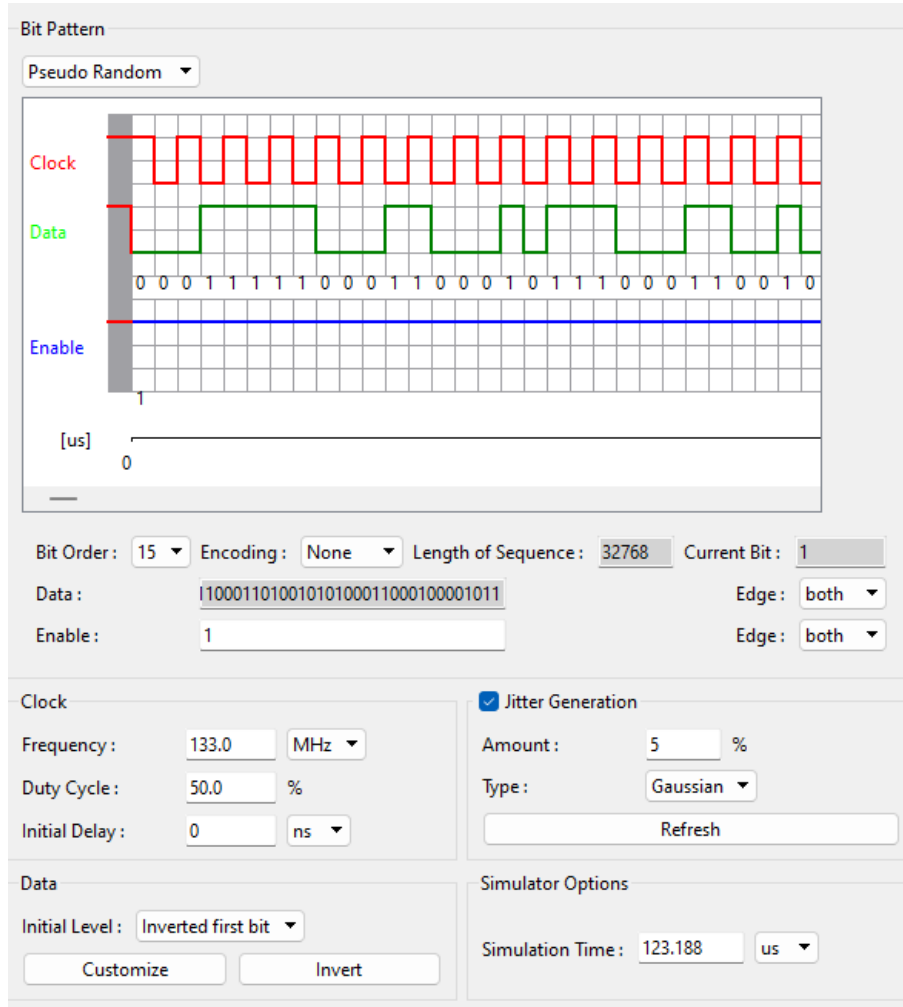 Bit Pattern
Pseudo Random
Clock
Data
0 0 0 1 1 1 1 1 0 0 0 1 1 0 0 0 1 0 1 1 1 0 0 0 1 1 0 0 1 0
Enable
1
[us]
0
Bit Order : 15 Encoding : None Length of Sequence : 32768 Current Bit : 1
Data : 1100011010010101000110001000010​11 Edge : both
Enable : 1 Edge : both
Clock
Frequency : 133.0 MHz
Duty Cycle : 50.0 %
Initial Delay : 0 ns
Jitter Generation
Amount : 5 %
Type : Gaussian
Refresh
Data
Initial Level : Inverted first bit
Customize Invert
Simulator Options
Simulation Time : 123.188 us